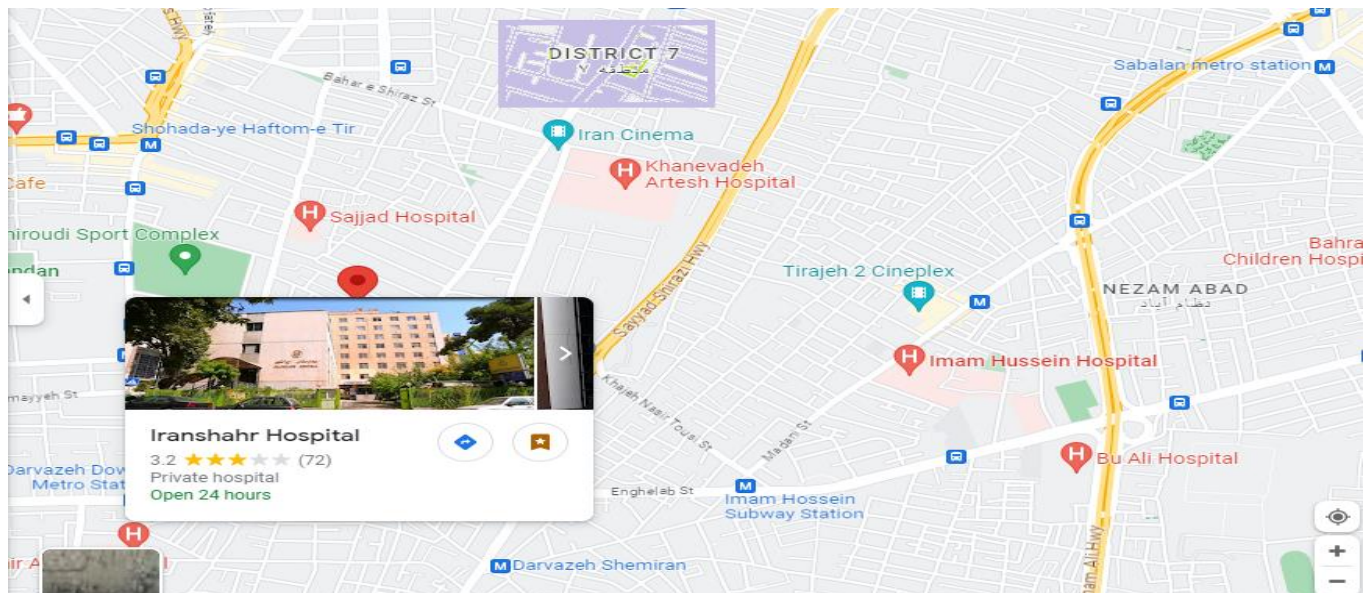 DISTRICT 7
منطقه ۷
Sabalan metro station
Bahar e Shiraz St
Shohada-ye Haftom-e Tir
Iran Cinema
Khanevadeh
Artesh Hospital
Cafe
Sajjad Hospital
hiroudi Sport Complex
Bahra
Children Hospi
ndan
Tirajeh 2 Cineplex
NEZAM ABAD
نظام آباد
Sayyad-Shirazi Hwy
Imam Hussein Hospital
Khajeh Nasir Tousi St
mayyeh St
Madani St
Iranshahr Hospital
3.2 (72)
Private hospital
Open 24 hours
Bu Ali Hospital
Darvazeh Dow
Metro Stat
Enghelab St
Imam Hossein
Subway Station
Darvazeh Shemiran
am Ali Hwy